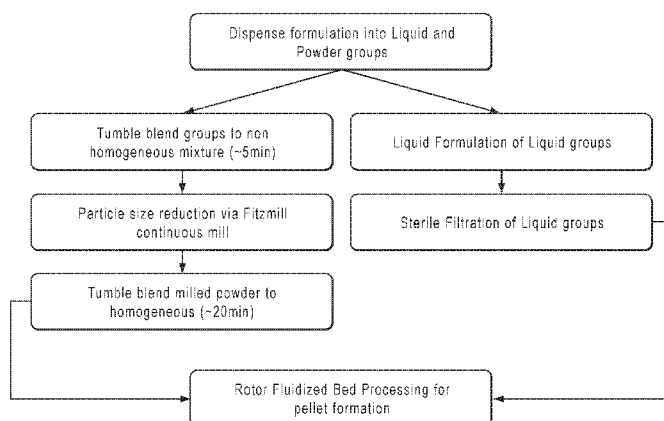 Dispense formulation into Liquid and
Powder groups
Tumble blend groups to non
homogeneous mixture (~5min)
Liquid Formulation of Liquid groups
Particle size reduction via Fitzmill
continuous mill
Sterile Filtration of Liquid groups
Tumble blend milled powder to
homogeneous (~20min)
Rotor Fluidized Bed Processing for
pellet formation